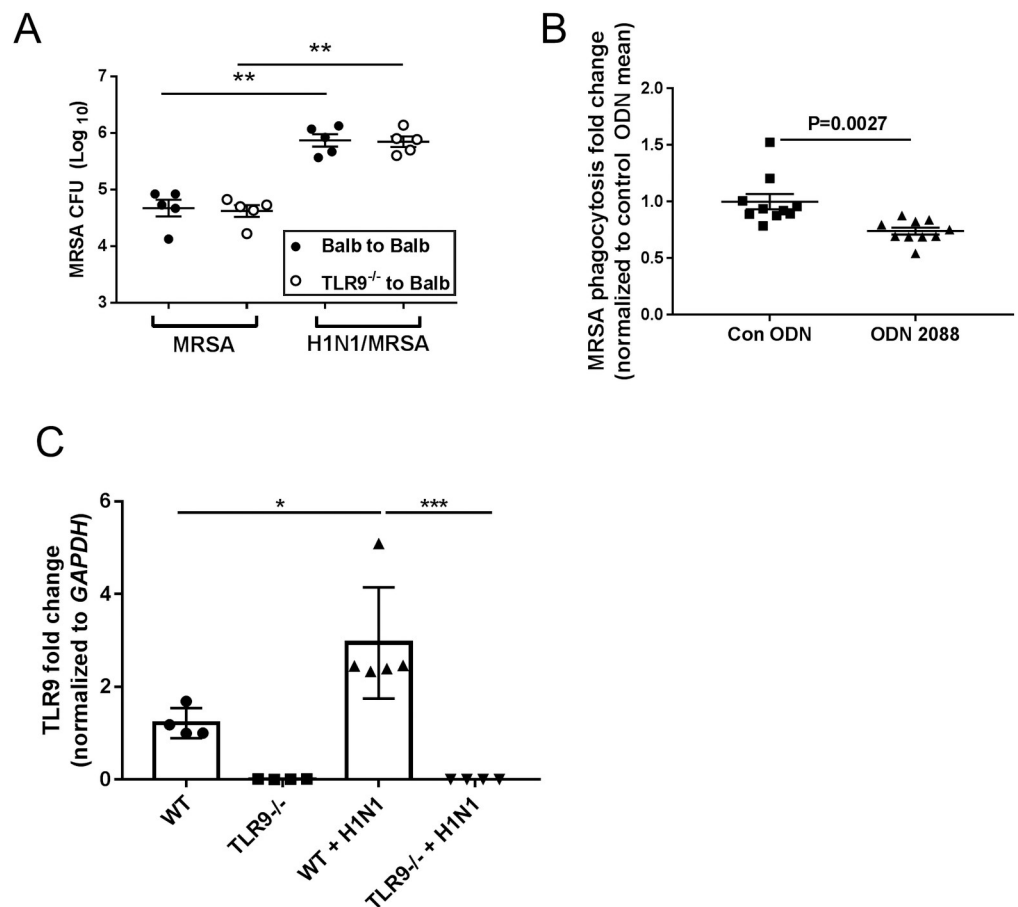 A
** **
MRSA CFU (Log 10)
7
6
5
4
3
Balb to Balb
TLR9-/- to Balb
MRSA
H1N1/MRSA
B
MRSA phagocytosis fold change
(normalized to control ODN mean)
2.0
1.5
1.0
0.5
0.0
P=0.0027
Con ODN
ODN 2088
C
TLR9 fold change
(normalized to GAPDH)
6
4
2
0
* ***
WT
TLR9-/-
WT + H1N1
TLR9-/- + H1N1